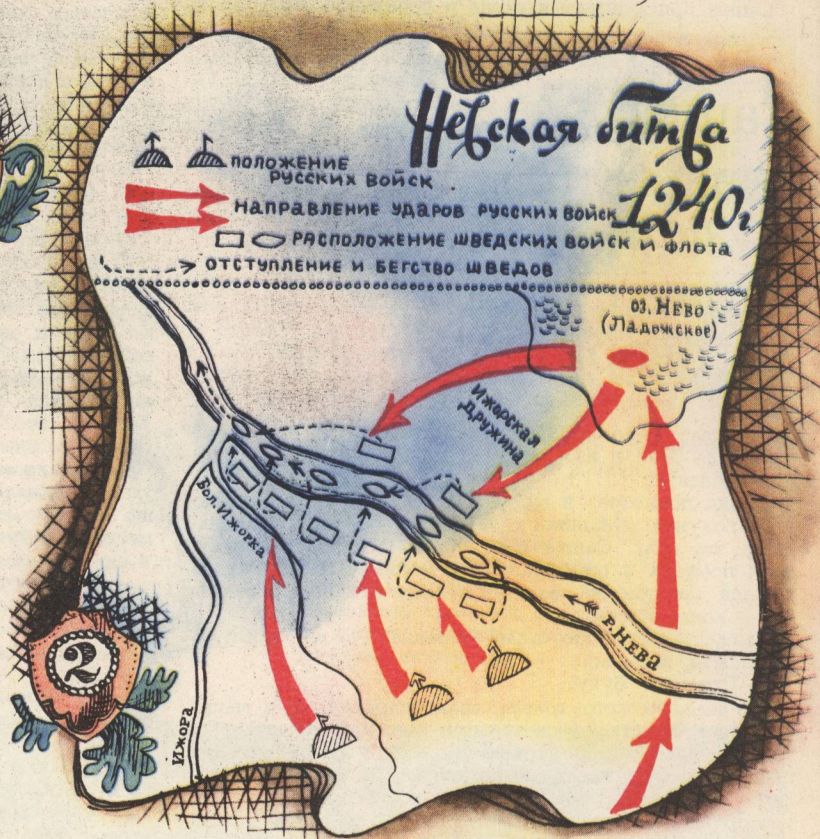 Невская битва
1240г
ПОЛОЖЕНИЕ
РУССКИХ ВОЙСК
НАПРАВЛЕНИЕ УДАРОВ РУССКИХ ВОЙСК
РАСПОЛОЖЕНИЕ ШВЕДСКИХ ВОЙСК И ФЛОТА
ОТСТУПЛЕНИЕ И БЕГСТВО ШВЕДОВ
ОЗ. НЕВО
(Ладожское)
Ижорская
Дружина
Бол. Ижорка
р. НЕВА
Ижора
2